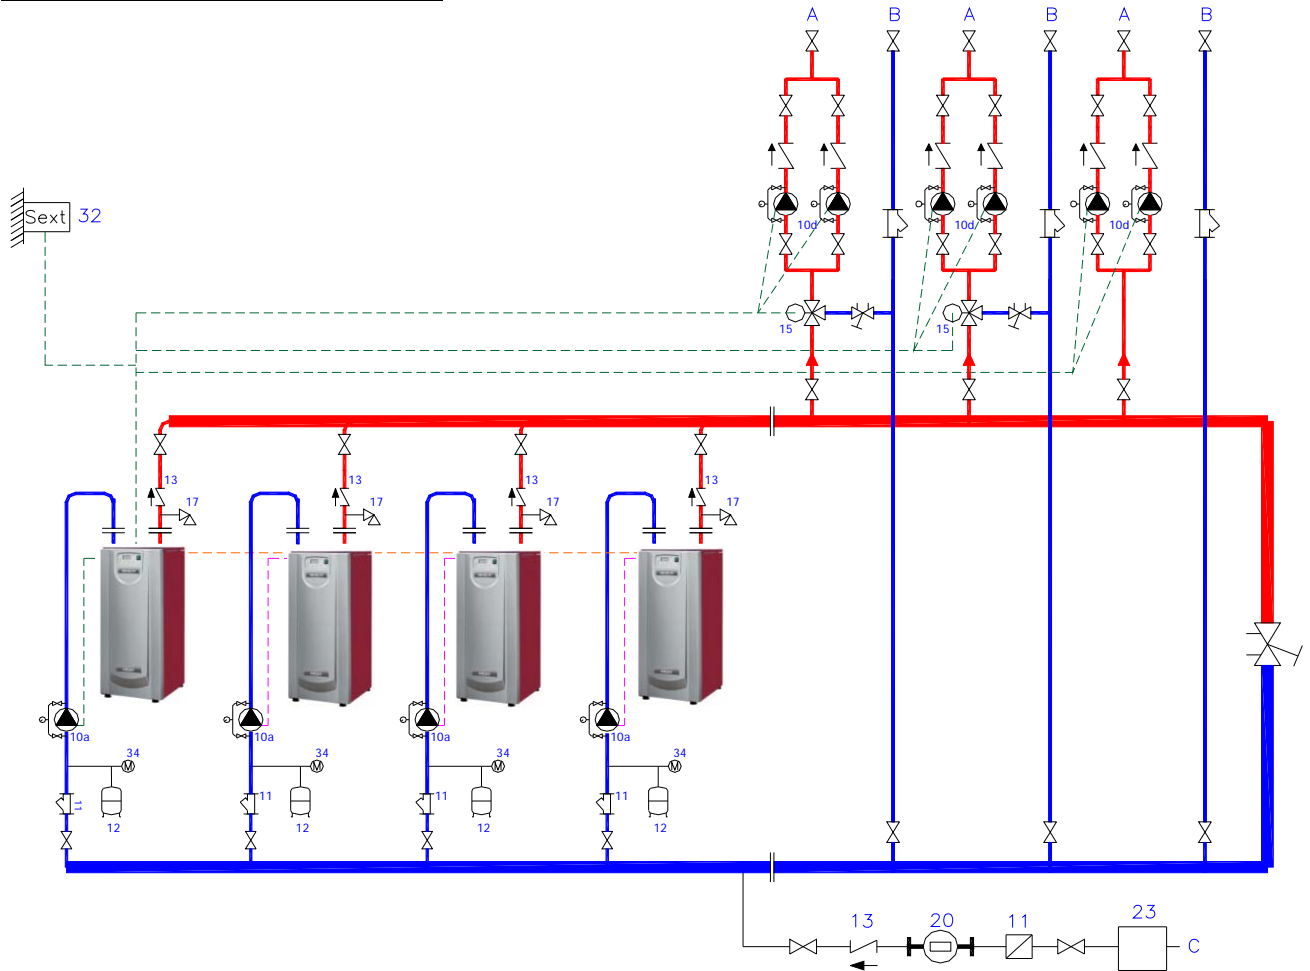 A B A B A B
Sext 32
10d 10d 10d
15 15
13 13 13 13
17 17 17 17
10a 10a 10a 10a
34 34 34 34
M M M M
11 11 11 11
12 12 12 12
13 20 11 23
C